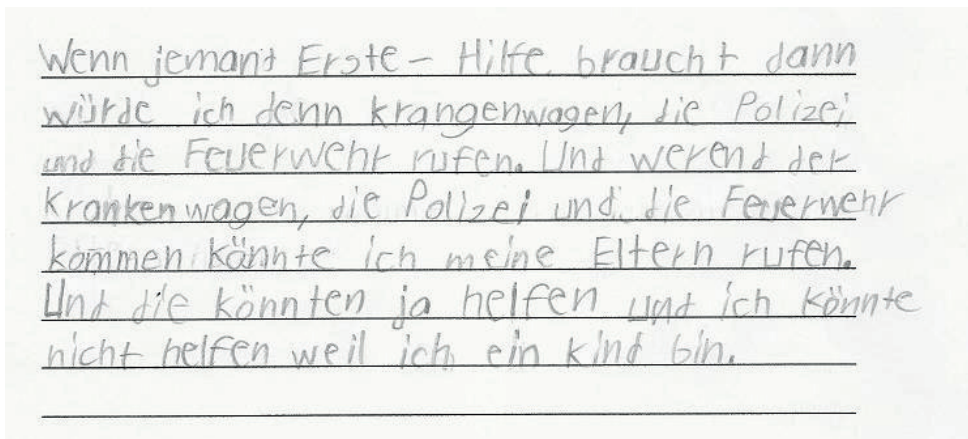 Wenn jemant Erste- Hilfe braucht dann
würde ich denn krangenwagen, die Polizei
und die Feuerwehr rufen. Und werend der
Krankenwagen, die Polizei und die Feuerwehr
kommen könnte ich meine Eltern rufen.
Und die könnten ja helfen und ich könnte
nicht helfen weil ich ein kind bin.